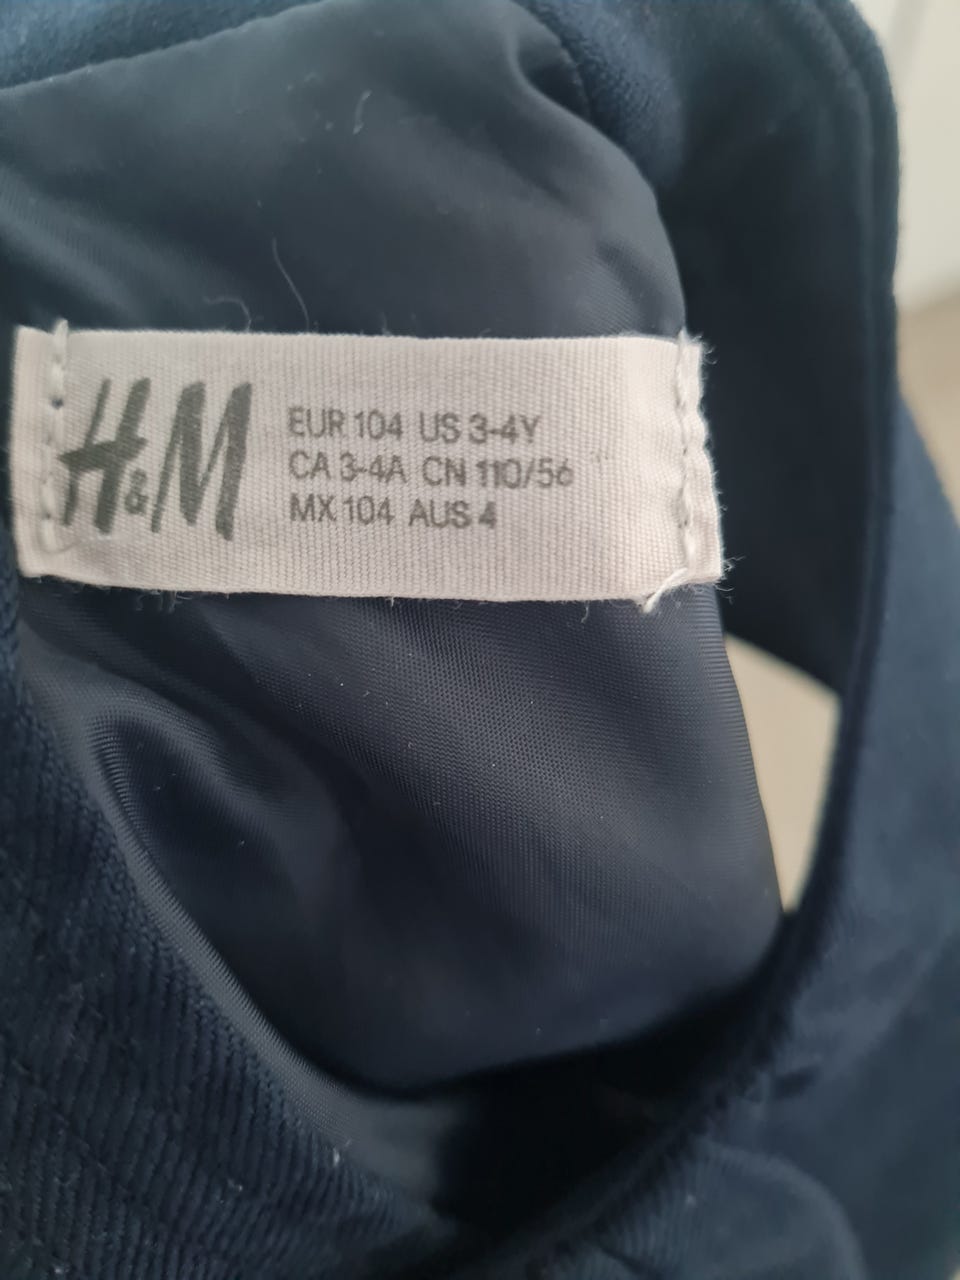 H&M
EUR 104 US 3-4Y
CA 3-4A CN 110/56
MX 104 AUS 4